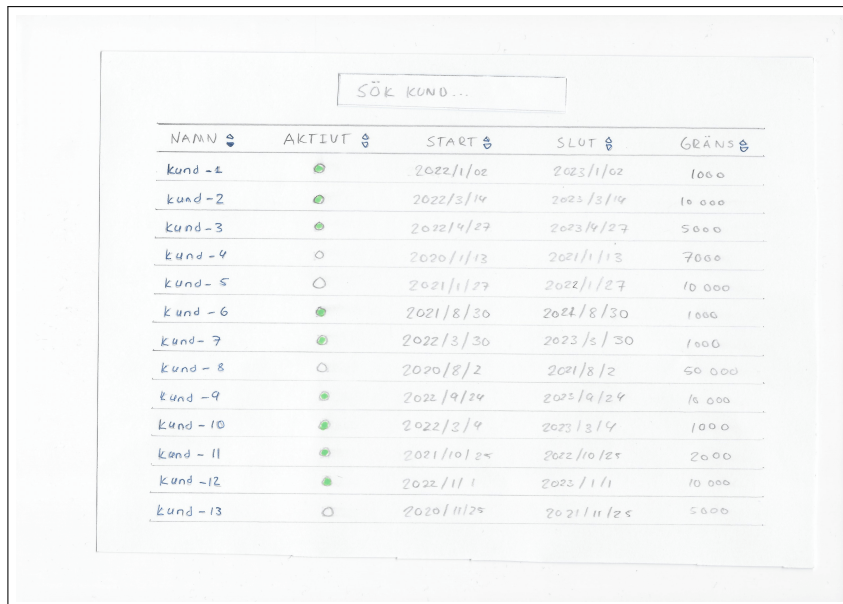 SÖK KUND...
NAMN AKTIVT START SLUT GRÄNS
kund-1 2022/1/02 2023/1/02 1000
kund-2 2022/3/14 2023/3/14 10 000
kund-3 2022/4/27 2023/4/27 5000
kund-4 2020/1/13 2021/1/13 7000
kund-5 2021/1/27 2022/1/27 10 000
kund-6 2021/8/30 2022/8/30 1000
kund-7 2022/3/30 2023/3/30 1000
kund-8 2020/8/2 2021/8/2 50 000
kund-9 2022/9/24 2023/9/24 10 000
kund-10 2022/3/4 2023/3/4 1000
kund-11 2021/10/25 2022/10/25 2000
kund-12 2022/1/1 2023/1/1 10 000
kund-13 2020/11/25 2021/11/25 5000